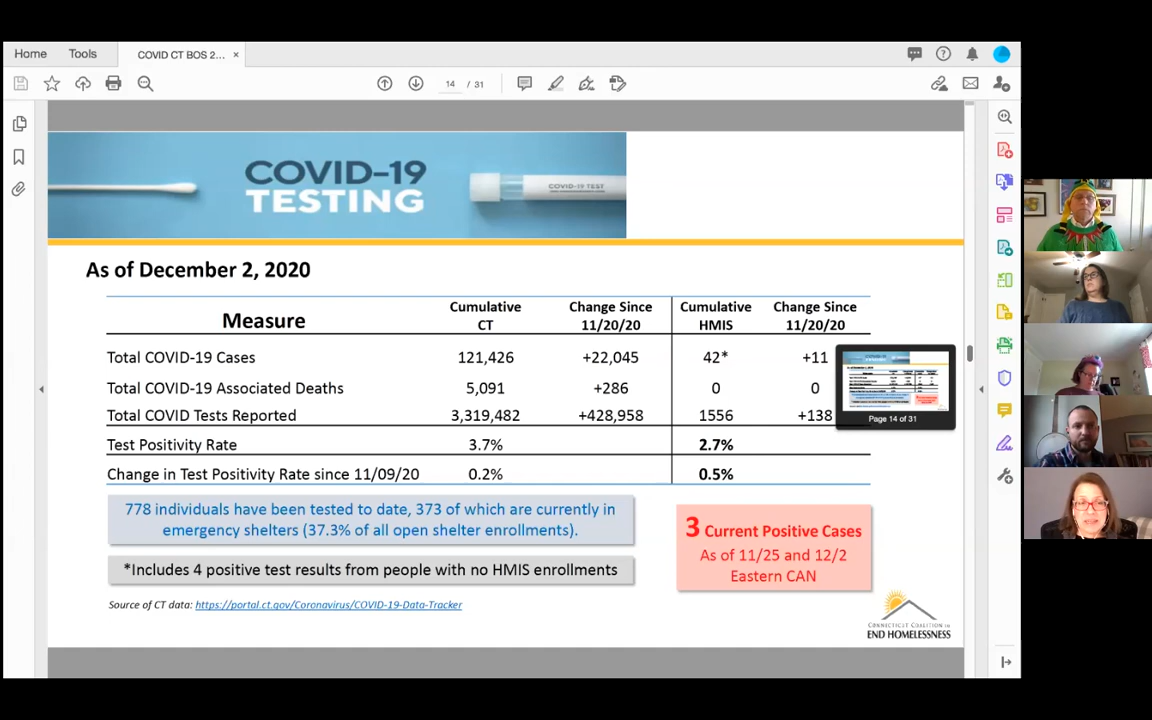 Home Tools COVID CT BOS 2... ×
14 / 31
COVID-19
TESTING
COVID-19 TEST
As of December 2, 2020
Measure Cumulative CT Change Since 11/20/20 Cumulative HMIS Change Since 11/20/20
Total COVID-19 Cases 121,426 +22,045 42* +11
Total COVID-19 Associated Deaths 5,091 +286 0 0
Total COVID Tests Reported 3,319,482 +428,958 1556 +138
Test Positivity Rate 3.7% 2.7%
Change in Test Positivity Rate since 11/09/20 0.2% 0.5%
Page 14 of 31
778 individuals have been tested to date, 373 of which are currently in
emergency shelters (37.3% of all open shelter enrollments).
*Includes 4 positive test results from people with no HMIS enrollments
3 Current Positive Cases
As of 11/25 and 12/2
Eastern CAN
Source of CT data: https://portal.ct.gov/Coronavirus/COVID-19-Data-Tracker
CONNECTICUT COALITION TO
END HOMELESSNESS